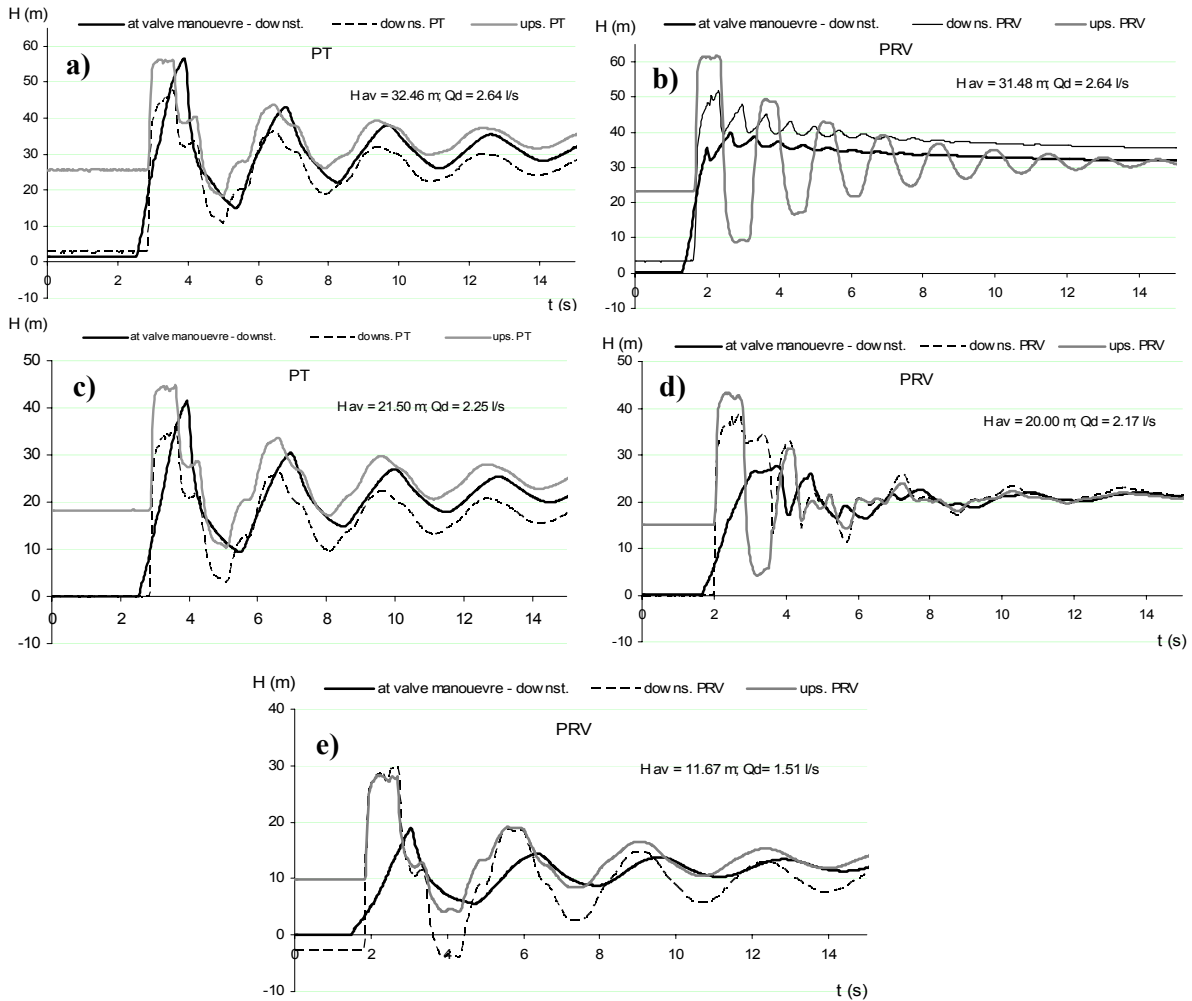 H (m)
at valve manouevre - downst. downs. PT ups. PT
PT
a)
H av = 32.46 m; Qd = 2.64 l/s
60
50
40
30
20
10
0
-10
0 2 4 6 8 10 12 14
t (s)
H (m)
at valve manouevre - downst. downs. PRV ups. PRV
PRV
b)
H av = 31.48 m; Qd = 2.64 l/s
60
50
40
30
20
10
0
-10
0 2 4 6 8 10 12 14
H (m)
at valve manouevre - downst. downs. PT ups. PT
PT
c)
H av = 21.50 m; Qd = 2.25 l/s
50
40
30
20
10
0
-10
0 2 4 6 8 10 12 14
H (m)
at valve manouevre - downst. downs. PRV ups. PRV
PRV
d)
H av = 20.00 m; Qd = 2.17 l/s
50
40
30
20
10
0
-10
0 2 4 6 8 10 12 14
t (s)
H (m)
at valve manouevre - downst. downs. PRV ups. PRV
PRV
e)
H av = 11.67 m; Qd= 1.51 l/s
40
30
20
10
0
-10
0 2 4 6 8 10 12 14
t (s)